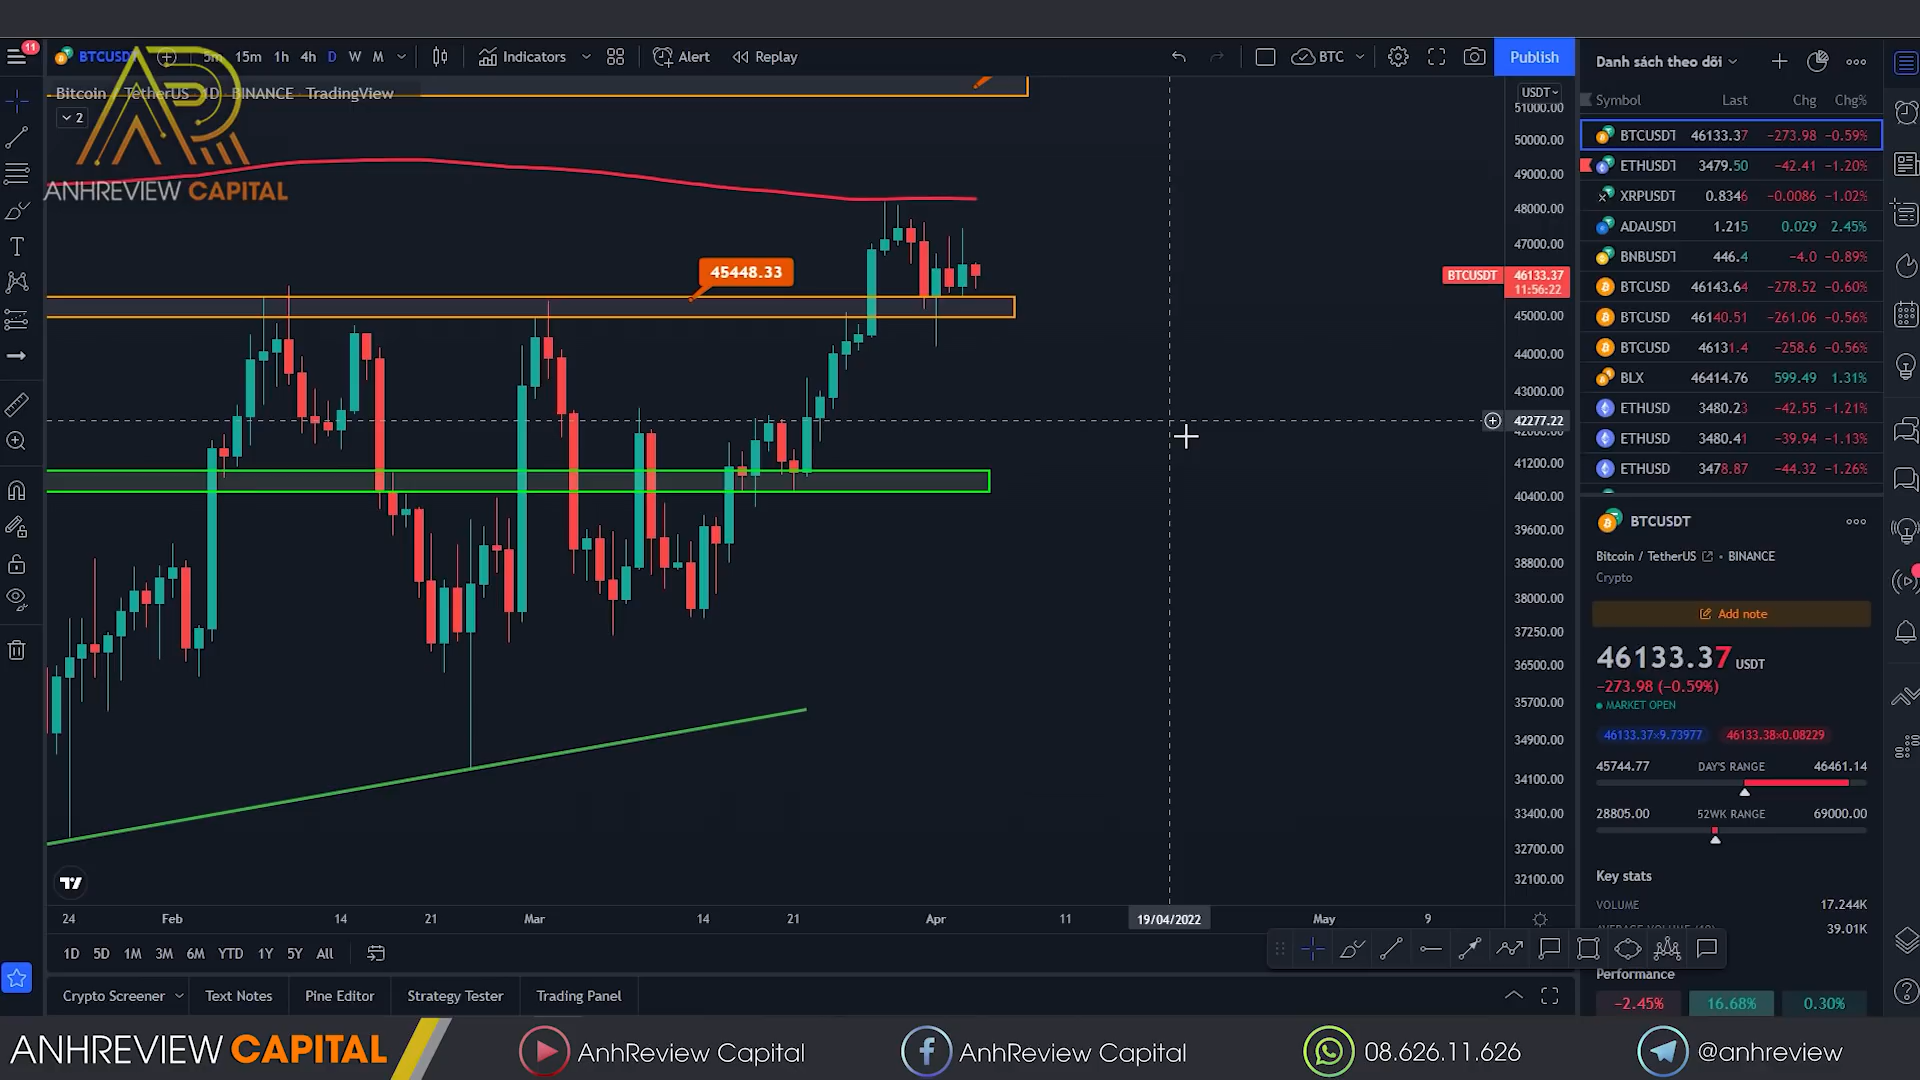 11
BTCUSDT
5m 15m 1h 4h D W M
Indicators
Alert
Replay
BTC
Publish
Bitcoin / TetherUS 1D BINANCE TradingView
2
ANHREVIEW CAPITAL
45448.33
USDT
51000.00
50000.00
49000.00
48000.00
47000.00
BTCUSDT 46133.37
11:56:22
45000.00
44000.00
43000.00
42277.22
42000.00
41200.00
40400.00
39600.00
38800.00
38000.00
37250.00
36500.00
35700.00
34900.00
34100.00
33400.00
32700.00
32100.00
24 Feb 14 21 Mar 14 21 Apr 11 19/04/2022 May 9
1D 5D 1M 3M 6M YTD 1Y 5Y All
Crypto Screener Text Notes Pine Editor Strategy Tester Trading Panel
Danh sách theo dõi
Symbol Last Chg Chg%
BTCUSDT 46133.37 −273.98 −0.59%
ETHUSDT 3479.50 −42.41 −1.20%
XRPUSDT 0.8346 −0.0086 −1.02%
ADAUSDT 1.215 0.029 2.45%
BNBUSDT 446.4 −4.0 −0.89%
BTCUSD 46143.64 −278.52 −0.60%
BTCUSD 46140.51 −261.06 −0.56%
BTCUSD 46131.4 −258.6 −0.56%
BLX 46414.76 599.49 1.31%
ETHUSD 3480.23 −42.55 −1.21%
ETHUSD 3480.41 −39.94 −1.13%
ETHUSD 3478.87 −44.32 −1.26%
BTCUSDT
Bitcoin / TetherUS • BINANCE
Crypto
Add note
46133.37 USDT
−273.98 (−0.59%)
MARKET OPEN
46133.37×9.73977 46133.38×0.08229
45744.77 DAY'S RANGE 46461.14
28805.00 52WK RANGE 69000.00
Key stats
VOLUME 17.244K
39.01K
Performance
−2.45% 16.68% 0.30%
ANHREVIEW CAPITAL
AnhReview Capital
AnhReview Capital
08.626.11.626
@anhreview